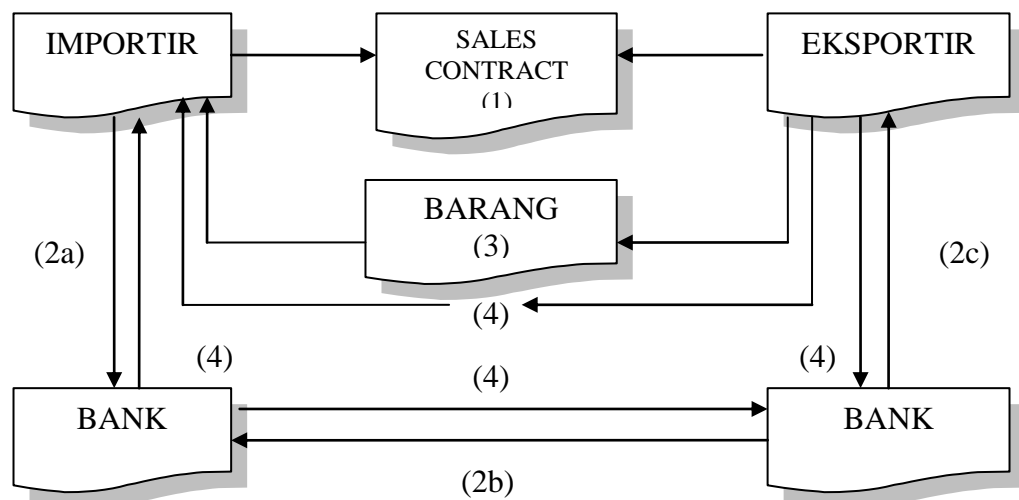 IMPORTIR
SALES
CONTRACT
(1)
EKSPORTIR
BARANG
(3)
(2a)
(2c)
(4)
(4)
(4)
(4)
BANK
BANK
(2b)